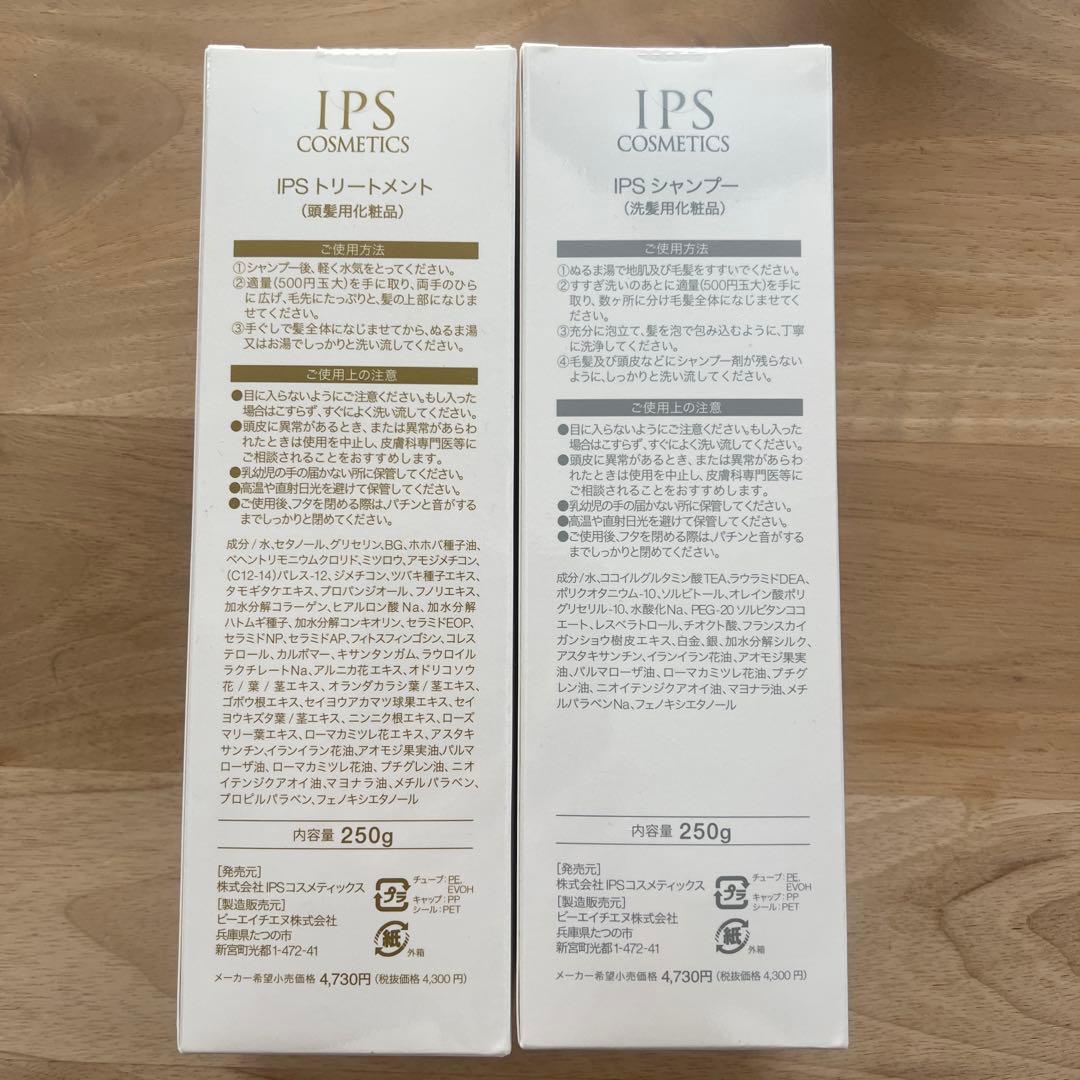 IPS
COSMETICS
IPS トリートメント
(頭髪用化粧品)
ご使用方法
①シャンプー後、軽く水気をとってください。
②適量(500円玉大)を手に取り、両手のひら
に広げ、毛先にたっぷりと、髪の上部になじま
せてください。
③手ぐしで髪全体になじませてから、ぬるま湯
又はお湯でしっかりと洗い流してください。
ご使用上の注意
●目に入らないようにご注意ください。もし入った
場合はこすらず、すぐによく洗い流してください。
●頭皮に異常があるとき、または異常があらわ
れたときは使用を中止し、皮膚科専門医等に
ご相談されることをおすすめします。
●乳幼児の手の届かない所に保管してください。
●高温や直射日光を避けて保管してください。
●ご使用後、フタを閉める際は、パチンと音がする
までしっかりと閉めてください。
成分/水、セタノール、グリセリン、BG、ホホバ種子油、
ベヘントリモニウムクロリド、ミツロウ、アモジメチコン、
(C12-14)パレス-12、ジメチコン、ツバキ種子エキス、
タモギタケエキス、プロパンジオール、フノリエキス、
加水分解コラーゲン、ヒアルロン酸Na、加水分解
ハトムギ種子、加水分解コンキオリン、セラミドEOP、
セラミドNP、セラミドAP、フィトスフィンゴシン、コレス
テロール、カルボマー、キサンタンガム、ラウロイル
ラクチレートNa、アルニカ花エキス、オドリコソウ
花/葉/茎エキス、オランダカラシ葉/茎エキス、
ゴボウ根エキス、セイヨウアカマツ球果エキス、セイ
ヨウキズタ葉/茎エキス、ニンニク根エキス、ローズ
マリー葉エキス、ローマカミツレ花エキス、アスタキ
サンチン、イランイラン花油、アオモジ果実油、パルマ
ローザ油、ローマカミツレ花油、プチグレン油、ニオ
イテンジクアオイ油、マヨナラ油、メチルパラベン、
プロピルパラベン、フェノキシエタノール
内容量 250g
[発売元]
株式会社IPSコスメティックス
[製造販売元]
ピーエイチエヌ株式会社
兵庫県たつの市
新宮町光都1-472-41
プラ
チューブ:PE,
EVOH
キャップ:PP
シール:PET
紙
外箱
メーカー希望小売価格 4,730円(税抜価格4,300円)
IPS
COSMETICS
IPS シャンプー
(洗髪用化粧品)
ご使用方法
①ぬるま湯で地肌及び毛髪をすすいでください。
②すすぎ洗いのあとに適量(500円玉大)を手に
取り、数ヶ所に分け毛髪全体になじませてく
ださい。
③充分に泡立て、髪を泡で包み込むように、丁寧
に洗浄してください。
④毛髪及び頭皮などにシャンプー剤が残らない
ように、しっかりと洗い流してください。
ご使用上の注意
●目に入らないようにご注意ください。もし入った
場合はこすらず、すぐによく洗い流してください。
●頭皮に異常があるとき、または異常があらわ
れたときは使用を中止し、皮膚科専門医等に
ご相談されることをおすすめします。
●乳幼児の手の届かない所に保管してください。
●高温や直射日光を避けて保管してください。
●ご使用後、フタを閉める際は、パチンと音がする
までしっかりと閉めてください。
成分/水、ココイルグルタミン酸TEA、ラウラミドDEA、
ポリクオタニウム-10、ソルビトール、オレイン酸ポリ
グリセリル-10、水酸化Na、PEG-20ソルビタンココ
エート、レスベラトロール、チオクト酸、フランスカイ
ガンショウ樹皮エキス、白金、銀、加水分解シルク、
アスタキサンチン、イランイラン花油、アオモジ果実
油、パルマローザ油、ローマカミツレ花油、プチグ
レン油、ニオイテンジクアオイ油、マヨナラ油、メチ
ルパラベンNa、フェノキシエタノール
内容量 250g
[発売元]
株式会社IPSコスメティックス
[製造販売元]
ピーエイチエヌ株式会社
兵庫県たつの市
新宮町光都1-472-41
プラ
チューブ:PE,
EVOH
キャップ:PP
シール:PET
紙
外箱
メーカー希望小売価格 4,730円(税抜価格4,300円)